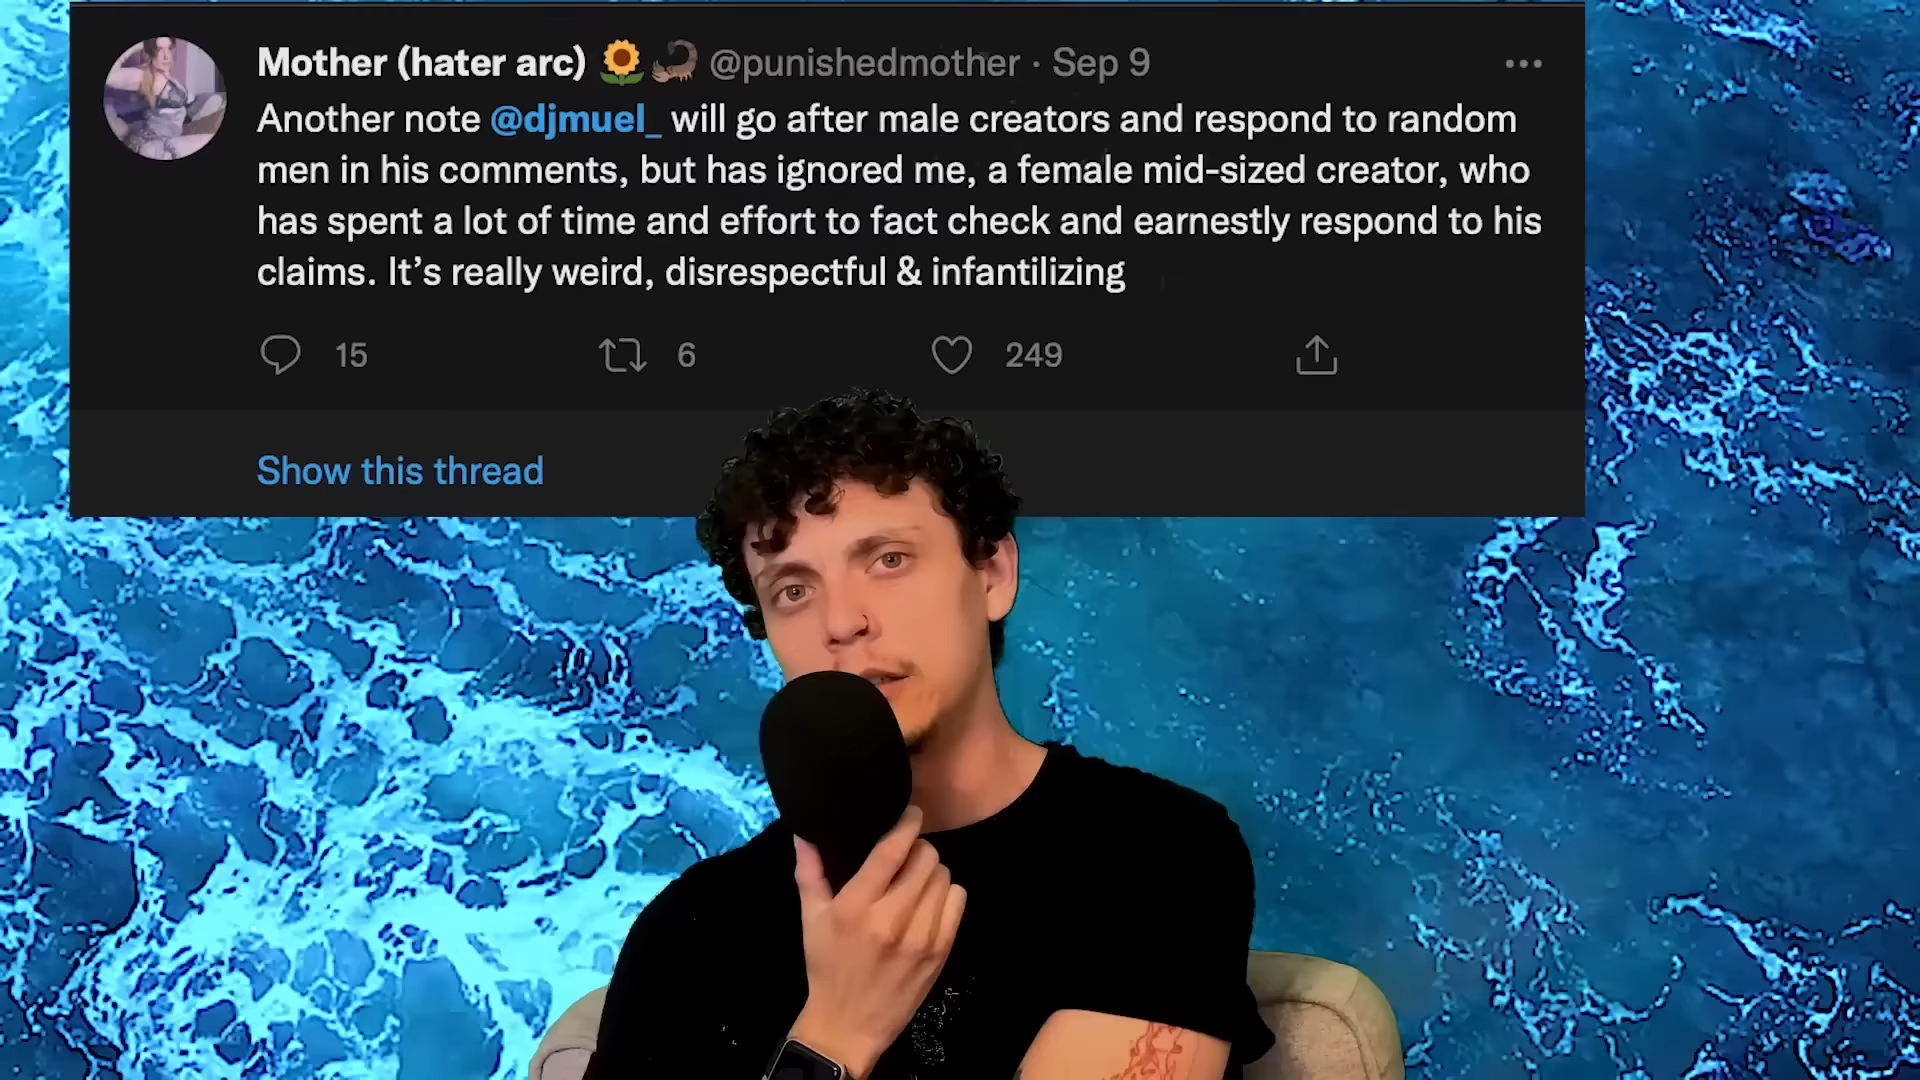 Mother (hater arc) 🌻🦂 @punishedmother · Sep 9
Another note @djmuel_ will go after male creators and respond to random
men in his comments, but has ignored me, a female mid-sized creator, who
has spent a lot of time and effort to fact check and earnestly respond to his
claims. It’s really weird, disrespectful & infantilizing
15 6 249
Show this thread